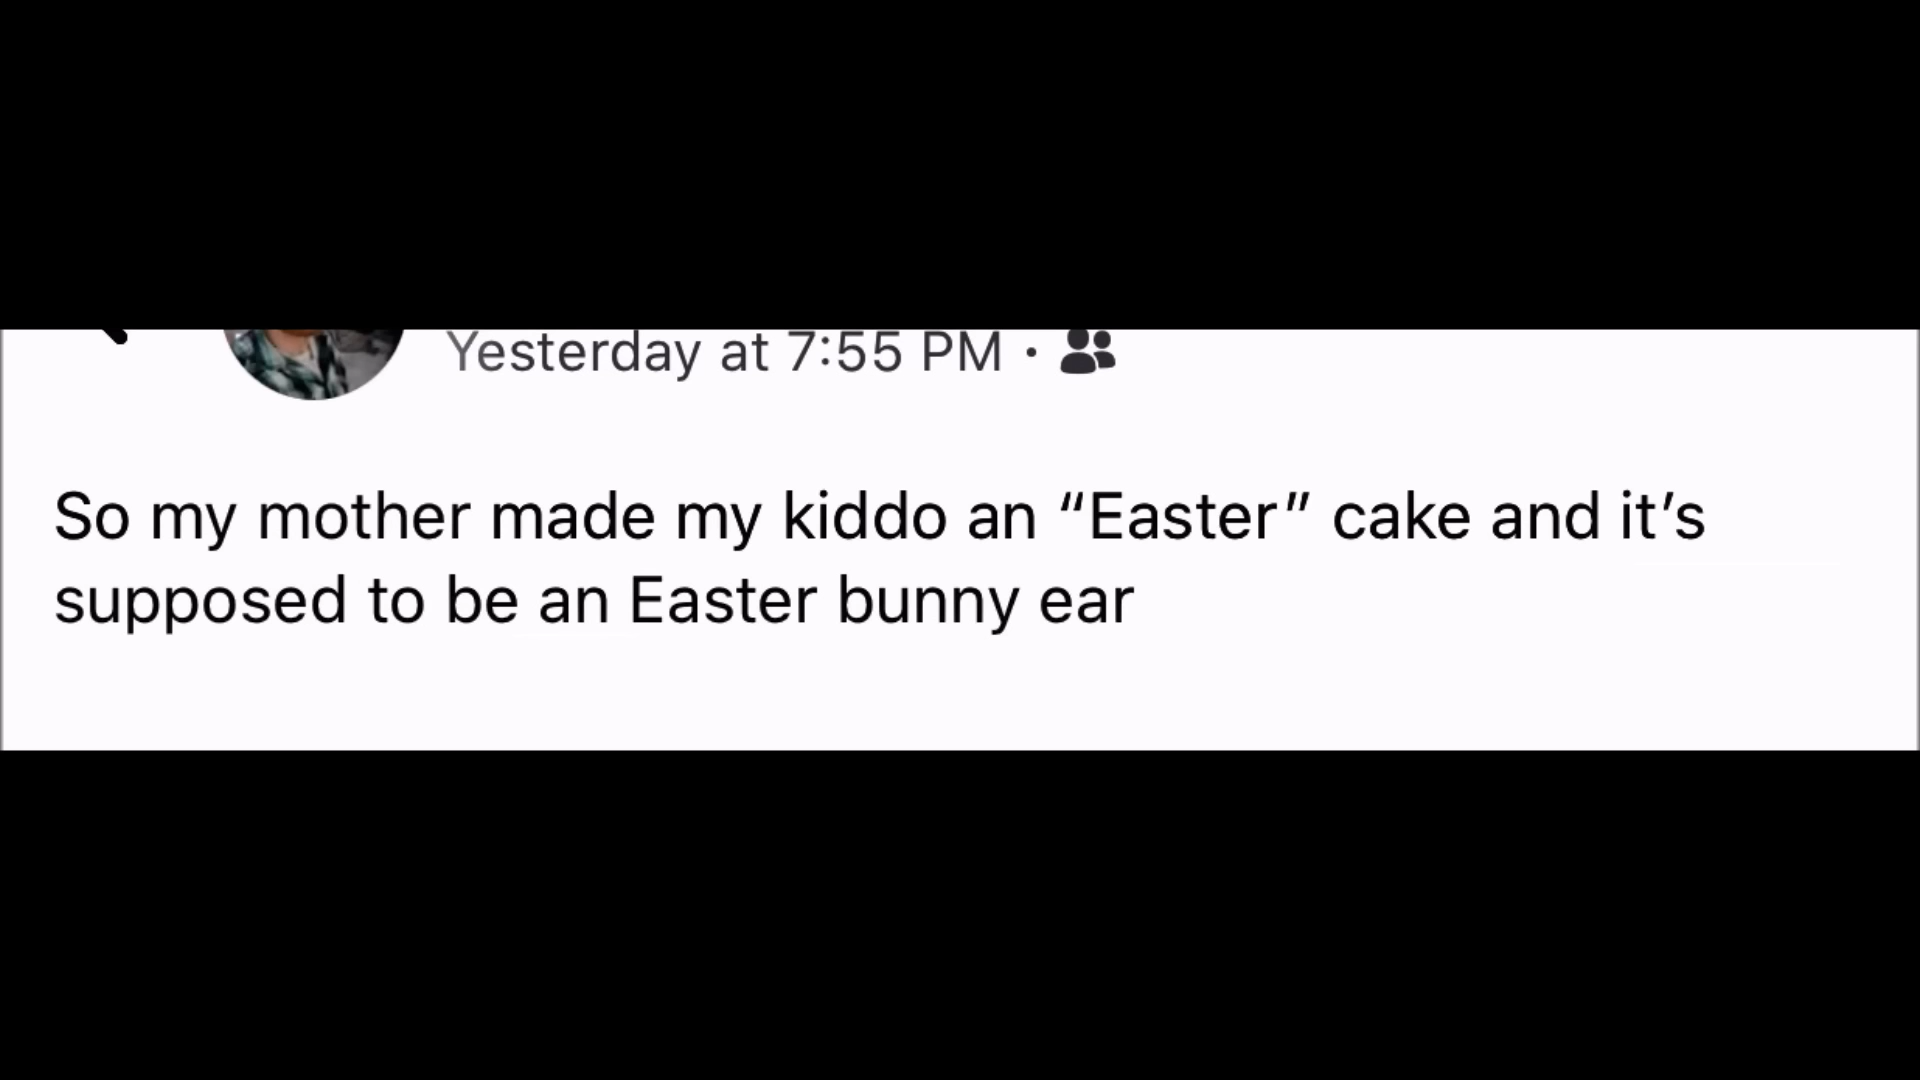 Yesterday at 7:55 PM ·
So my mother made my kiddo an “Easter” cake and it’s
supposed to be an Easter bunny ear